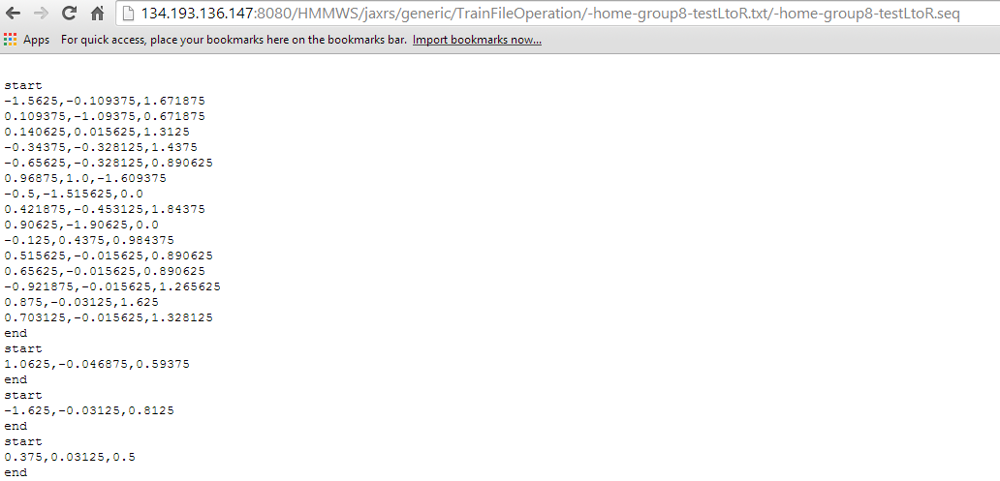 134.193.136.147:8080/HMMWS/jaxrs/generic/TrainFileOperation/-home-group8-testLtoR.txt/-home-group8-testLtoR.seq
Apps For quick access, place your bookmarks here on the bookmarks bar. Import bookmarks now...
start
-1.5625,-0.109375,1.671875
0.109375,-1.09375,0.671875
0.140625,0.015625,1.3125
-0.34375,-0.328125,1.4375
-0.65625,-0.328125,0.890625
0.96875,1.0,-1.609375
-0.5,-1.515625,0.0
0.421875,-0.453125,1.84375
0.90625,-1.90625,0.0
-0.125,0.4375,0.984375
0.515625,-0.015625,0.890625
0.65625,-0.015625,0.890625
-0.921875,-0.015625,1.265625
0.875,-0.03125,1.625
0.703125,-0.015625,1.328125
end
start
1.0625,-0.046875,0.59375
end
start
-1.625,-0.03125,0.8125
end
start
0.375,0.03125,0.5
end